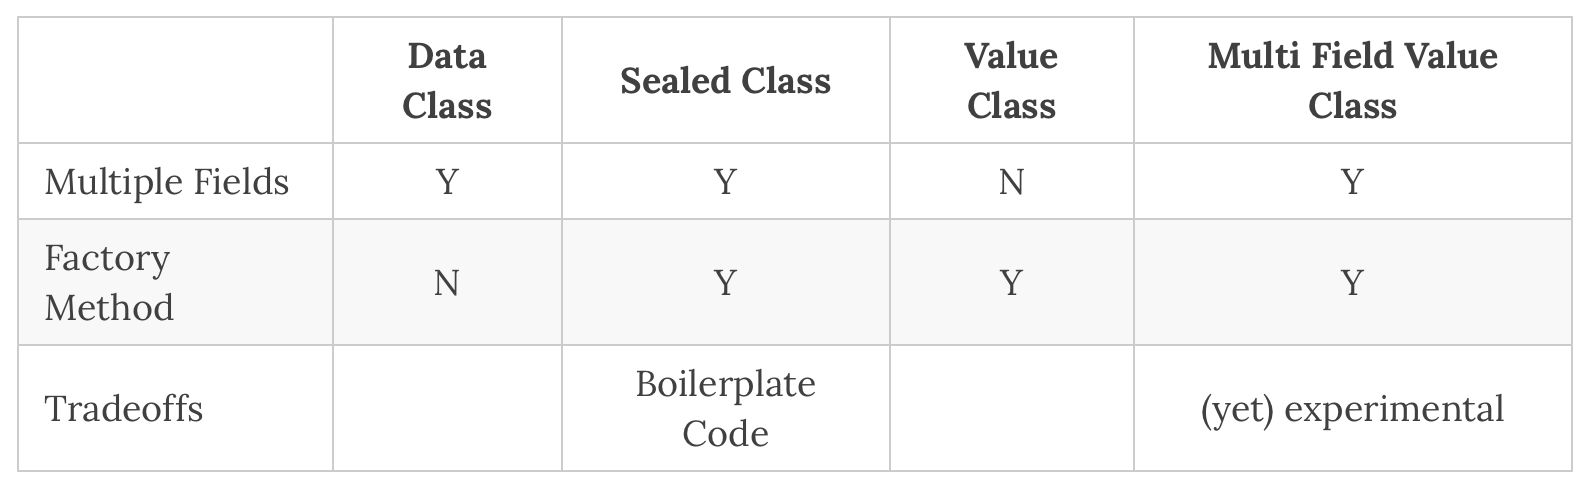 Data
Class
Sealed Class
Value
Class
Multi Field Value
Class
Multiple Fields
Y
Y
N
Y
Factory
Method
N
Y
Y
Y
Tradeoffs
Boilerplate
Code
(yet) experimental